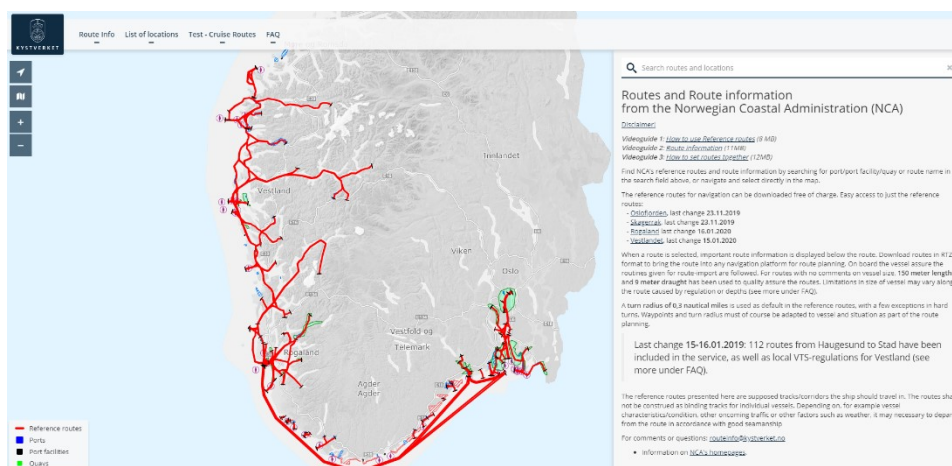 KYSTVERKET
Route Info
List of locations
Test - Cruise Routes
FAQ
Search routes and locations
Routes and Route information
from the Norwegian Coastal Administration (NCA)
Disclaimer:
Videoguide 1: How to use Reference routes (9 MB)
Videoguide 2: Route information (11MB)
Videoguide 3: How to set routes together (12MB)
Find NCA's reference routes and route information by searching for port/port facility/quay or route name in
the search field above, or navigate and select directly in the map.
The reference routes for navigation can be downloaded free of charge. Easy access to just the reference
routes:
- Oslofjorden, last change 23.11.2019
- Skagerrak, last change 23.11.2019
- Rogaland last change 16.01.2020
- Vestlandet, last change 15.01.2020
When a route is selected, important route information is displayed below the route. Download routes in RTZ
format to bring the route into any navigation platform for route planning. On board the vessel assure the
routines given for route-import are followed. For routes with no comments on vessel size, 150 meter length
and 9 meter draught has been used to quality assure the routes. Limitations in size of vessel may vary along
the route caused by regulation or depths (see more under FAQ).
A turn radius of 0,3 nautical miles is used as default in the reference routes, with a few exceptions in hard
turns. Waypoints and turn radius must of course be adapted to vessel and situation as part of the route
planning.
Last change 15-16.01.2019: 112 routes from Haugesund to Stad have been
included in the service, as well as local VTS-regulations for Vestland (see
more under FAQ).
The reference routes presented here are supposed tracks/corridors the ship should travel in. The routes sha
not be construed as binding tracks for individual vessels. Depending on, for example vessel
characteristics/condition, other oncoming traffic or other factors such as weather, it may necessary to depar
from the route in accordance with good seamanship
For comments or questions: routeinfo@kystverket.no
Information on NCA's homepages.
Trinlandet
Vestland
Viken
Oslo
Vestfold og
Telemark
Rogaland
Agder
Agder
Reference routes
Ports
Port facilities
Quays